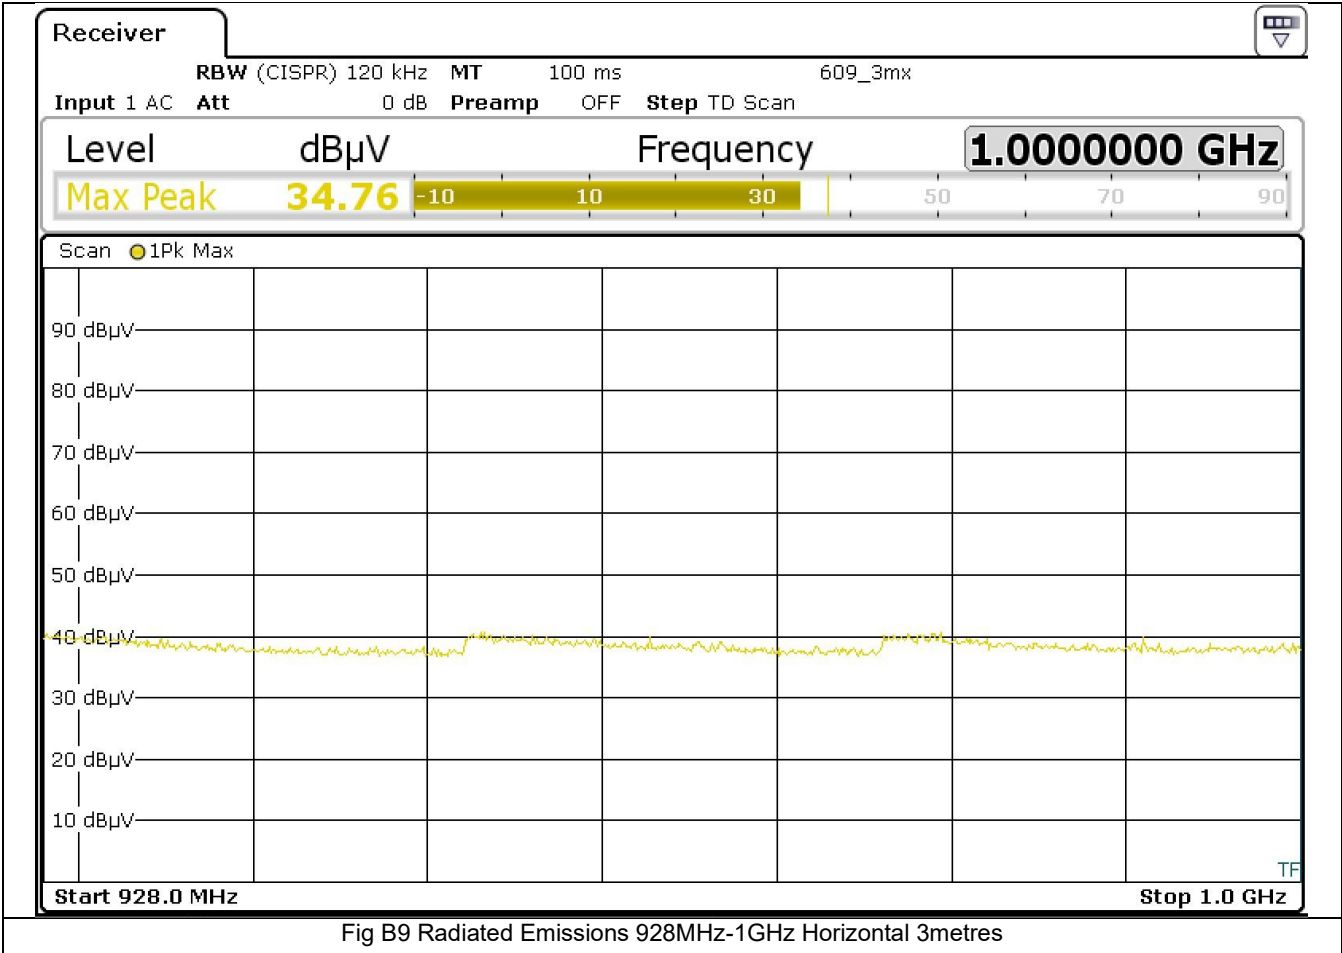 Receiver
RBW (CISPR) 120 kHz MT 100 ms 609_3mx
Input 1 AC Att 0 dB Preamp OFF Step TD Scan
Level dBµV Frequency 1.0000000 GHz
Max Peak 34.76 -10 10 30 50 70 90
Scan 1Pk Max
90 dBµV
80 dBµV
70 dBµV
60 dBµV
50 dBµV
40 dBµV
30 dBµV
20 dBµV
10 dBµV
TF
Start 928.0 MHz Stop 1.0 GHz
Fig B9 Radiated Emissions 928MHz-1GHz Horizontal 3metres